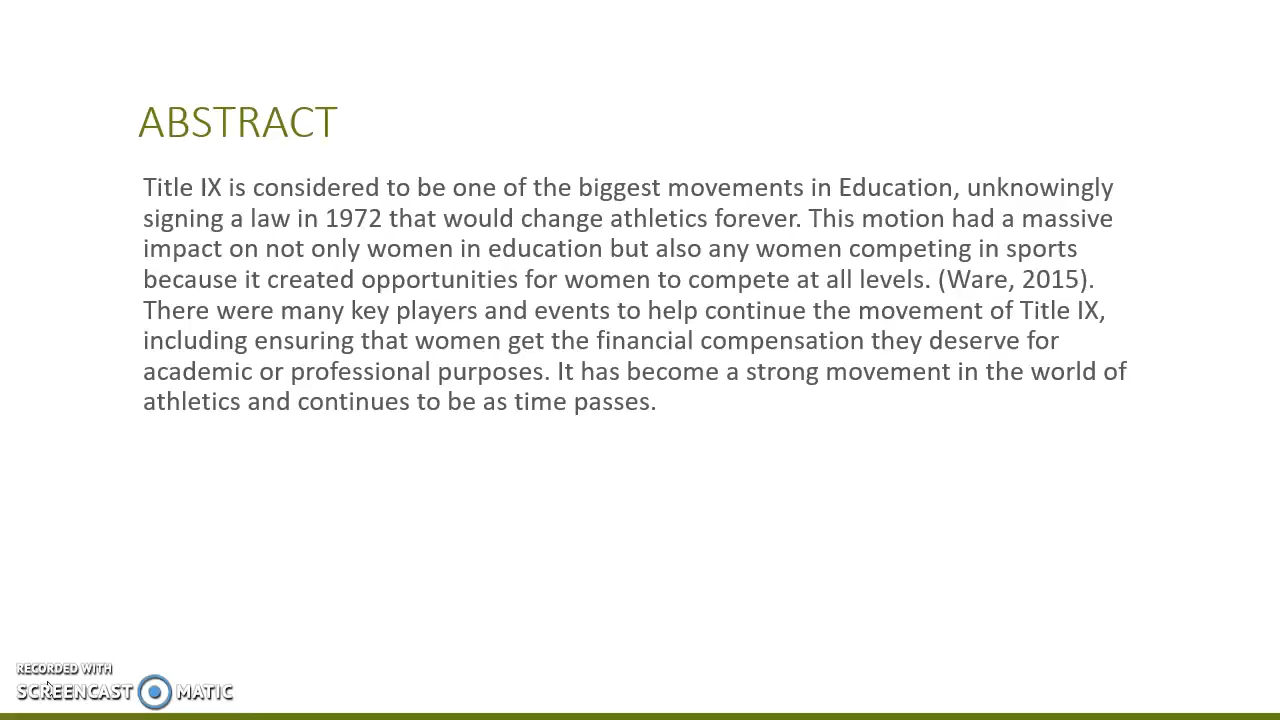 ABSTRACT
Title IX is considered to be one of the biggest movements in Education, unknowingly
signing a law in 1972 that would change athletics forever. This motion had a massive
impact on not only women in education but also any women competing in sports
because it created opportunities for women to compete at all levels. (Ware, 2015).
There were many key players and events to help continue the movement of Title IX,
including ensuring that women get the financial compensation they deserve for
academic or professional purposes. It has become a strong movement in the world of
athletics and continues to be as time passes.
RECORDED WITH
SCREENCAST MATIC